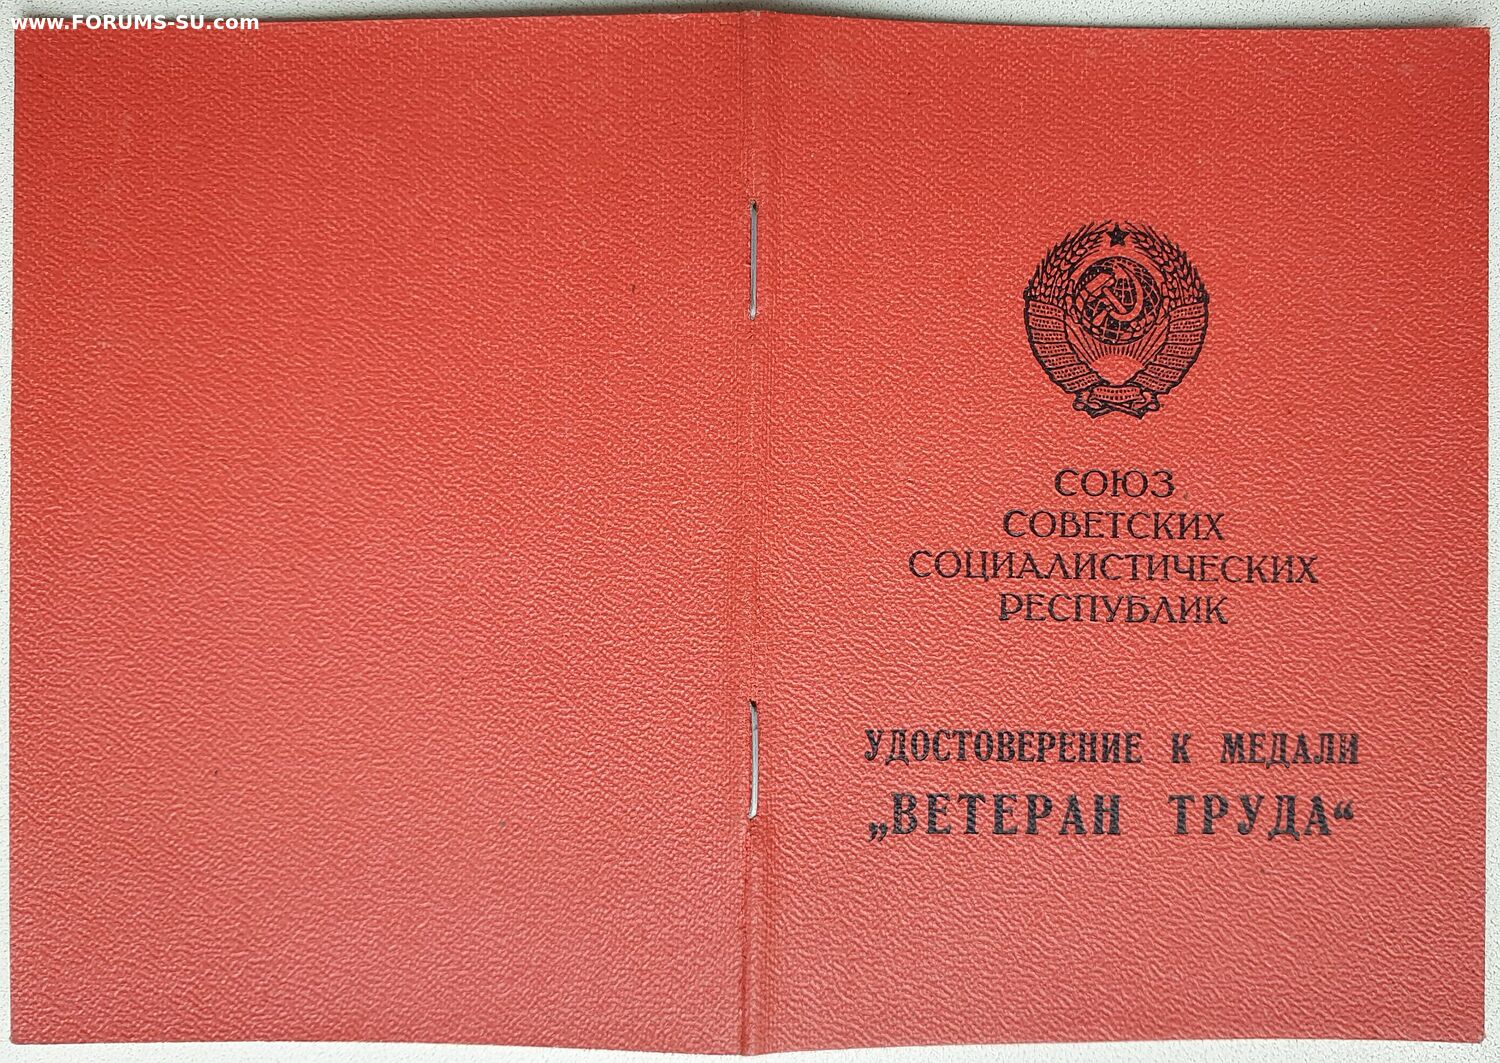 www.FORUMS-SU.com
СОЮЗ
СОВЕТСКИХ
СОЦИАЛИСТИЧЕСКИХ
РЕСПУБЛИК
УДОСТОВЕРЕНИЕ К МЕДАЛИ
„ВЕТЕРАН ТРУДА“